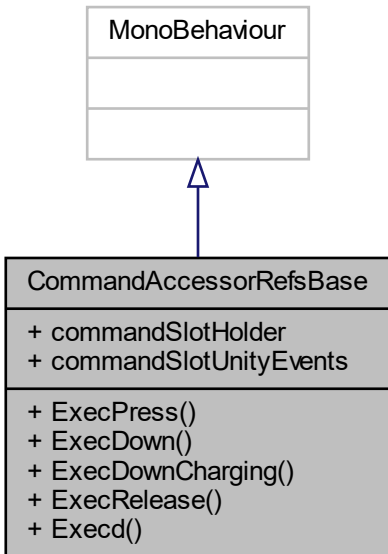 MonoBehaviour
CommandAccessorRefsBase
+ commandSlotHolder
+ commandSlotUnityEvents
+ ExecPress()
+ ExecDown()
+ ExecDownCharging()
+ ExecRelease()
+ Execd()